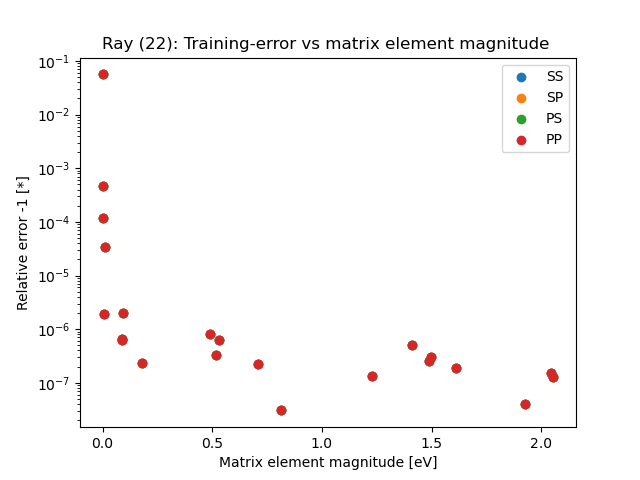 Ray (22): Training-error vs matrix element magnitude
10⁻¹
10⁻²
10⁻³
10⁻⁴
10⁻⁵
10⁻⁶
10⁻⁷
Relative error -1 [*]
SS
SP
PS
PP
0.0 0.5 1.0 1.5 2.0
Matrix element magnitude [eV]